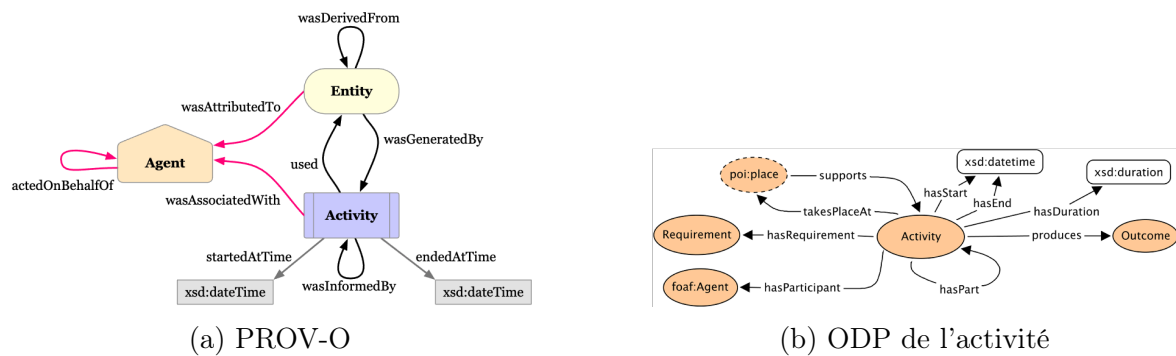 wasDerivedFrom
Entity
wasAttributedTo
wasGeneratedBy
Agent
used
actedOnBehalfOf
wasAssociatedWith
Activity
startedAtTime
endedAtTime
wasInformedBy
xsd:dateTime
xsd:dateTime
(a) PROV-O
xsd:datetime
poi:place
supports
xsd:duration
hasStart
hasEnd
takesPlaceAt
hasDuration
Requirement
hasRequirement
Activity
produces
Outcome
foaf:Agent
hasParticipant
hasPart
(b) ODP de l'activité